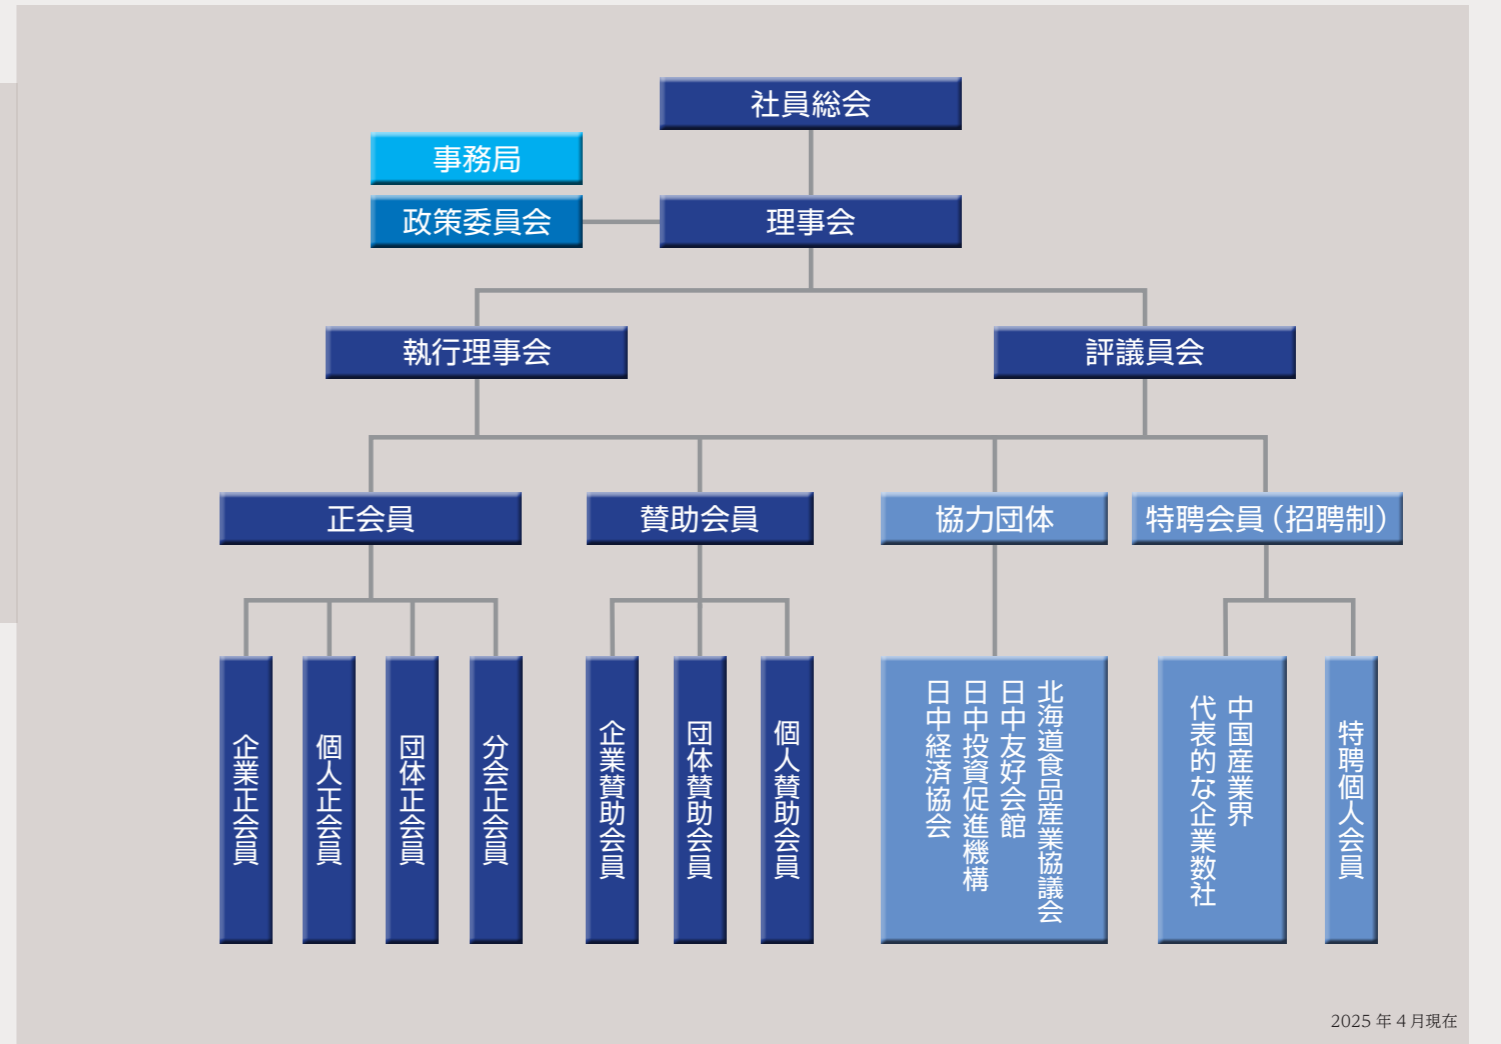 社員総会
事務局
政策委員会
理事会
執行理事会
評議員会
正会員
賛助会員
協力団体
特聘会員（招聘制）
企業正会員
個人正会員
団体正会員
分会正会員
企業賛助会員
団体賛助会員
個人賛助会員
北海道食品産業協議会
日中友好会館
日中投資促進機構
日中経済協会
中国産業界
代表的な企業数社
特聘個人会員
2025 年 4 月現在